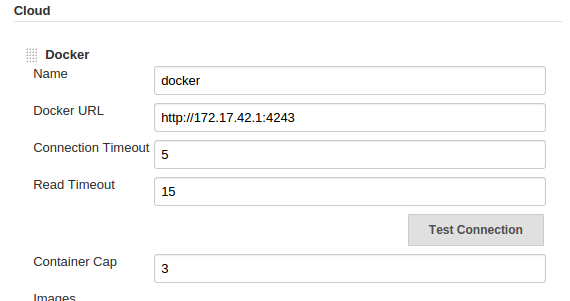 Cloud
Docker
Name
docker
Docker URL
http://172.17.42.1:4243
Connection Timeout
5
Read Timeout
15
Test Connection
Container Cap
3
Images